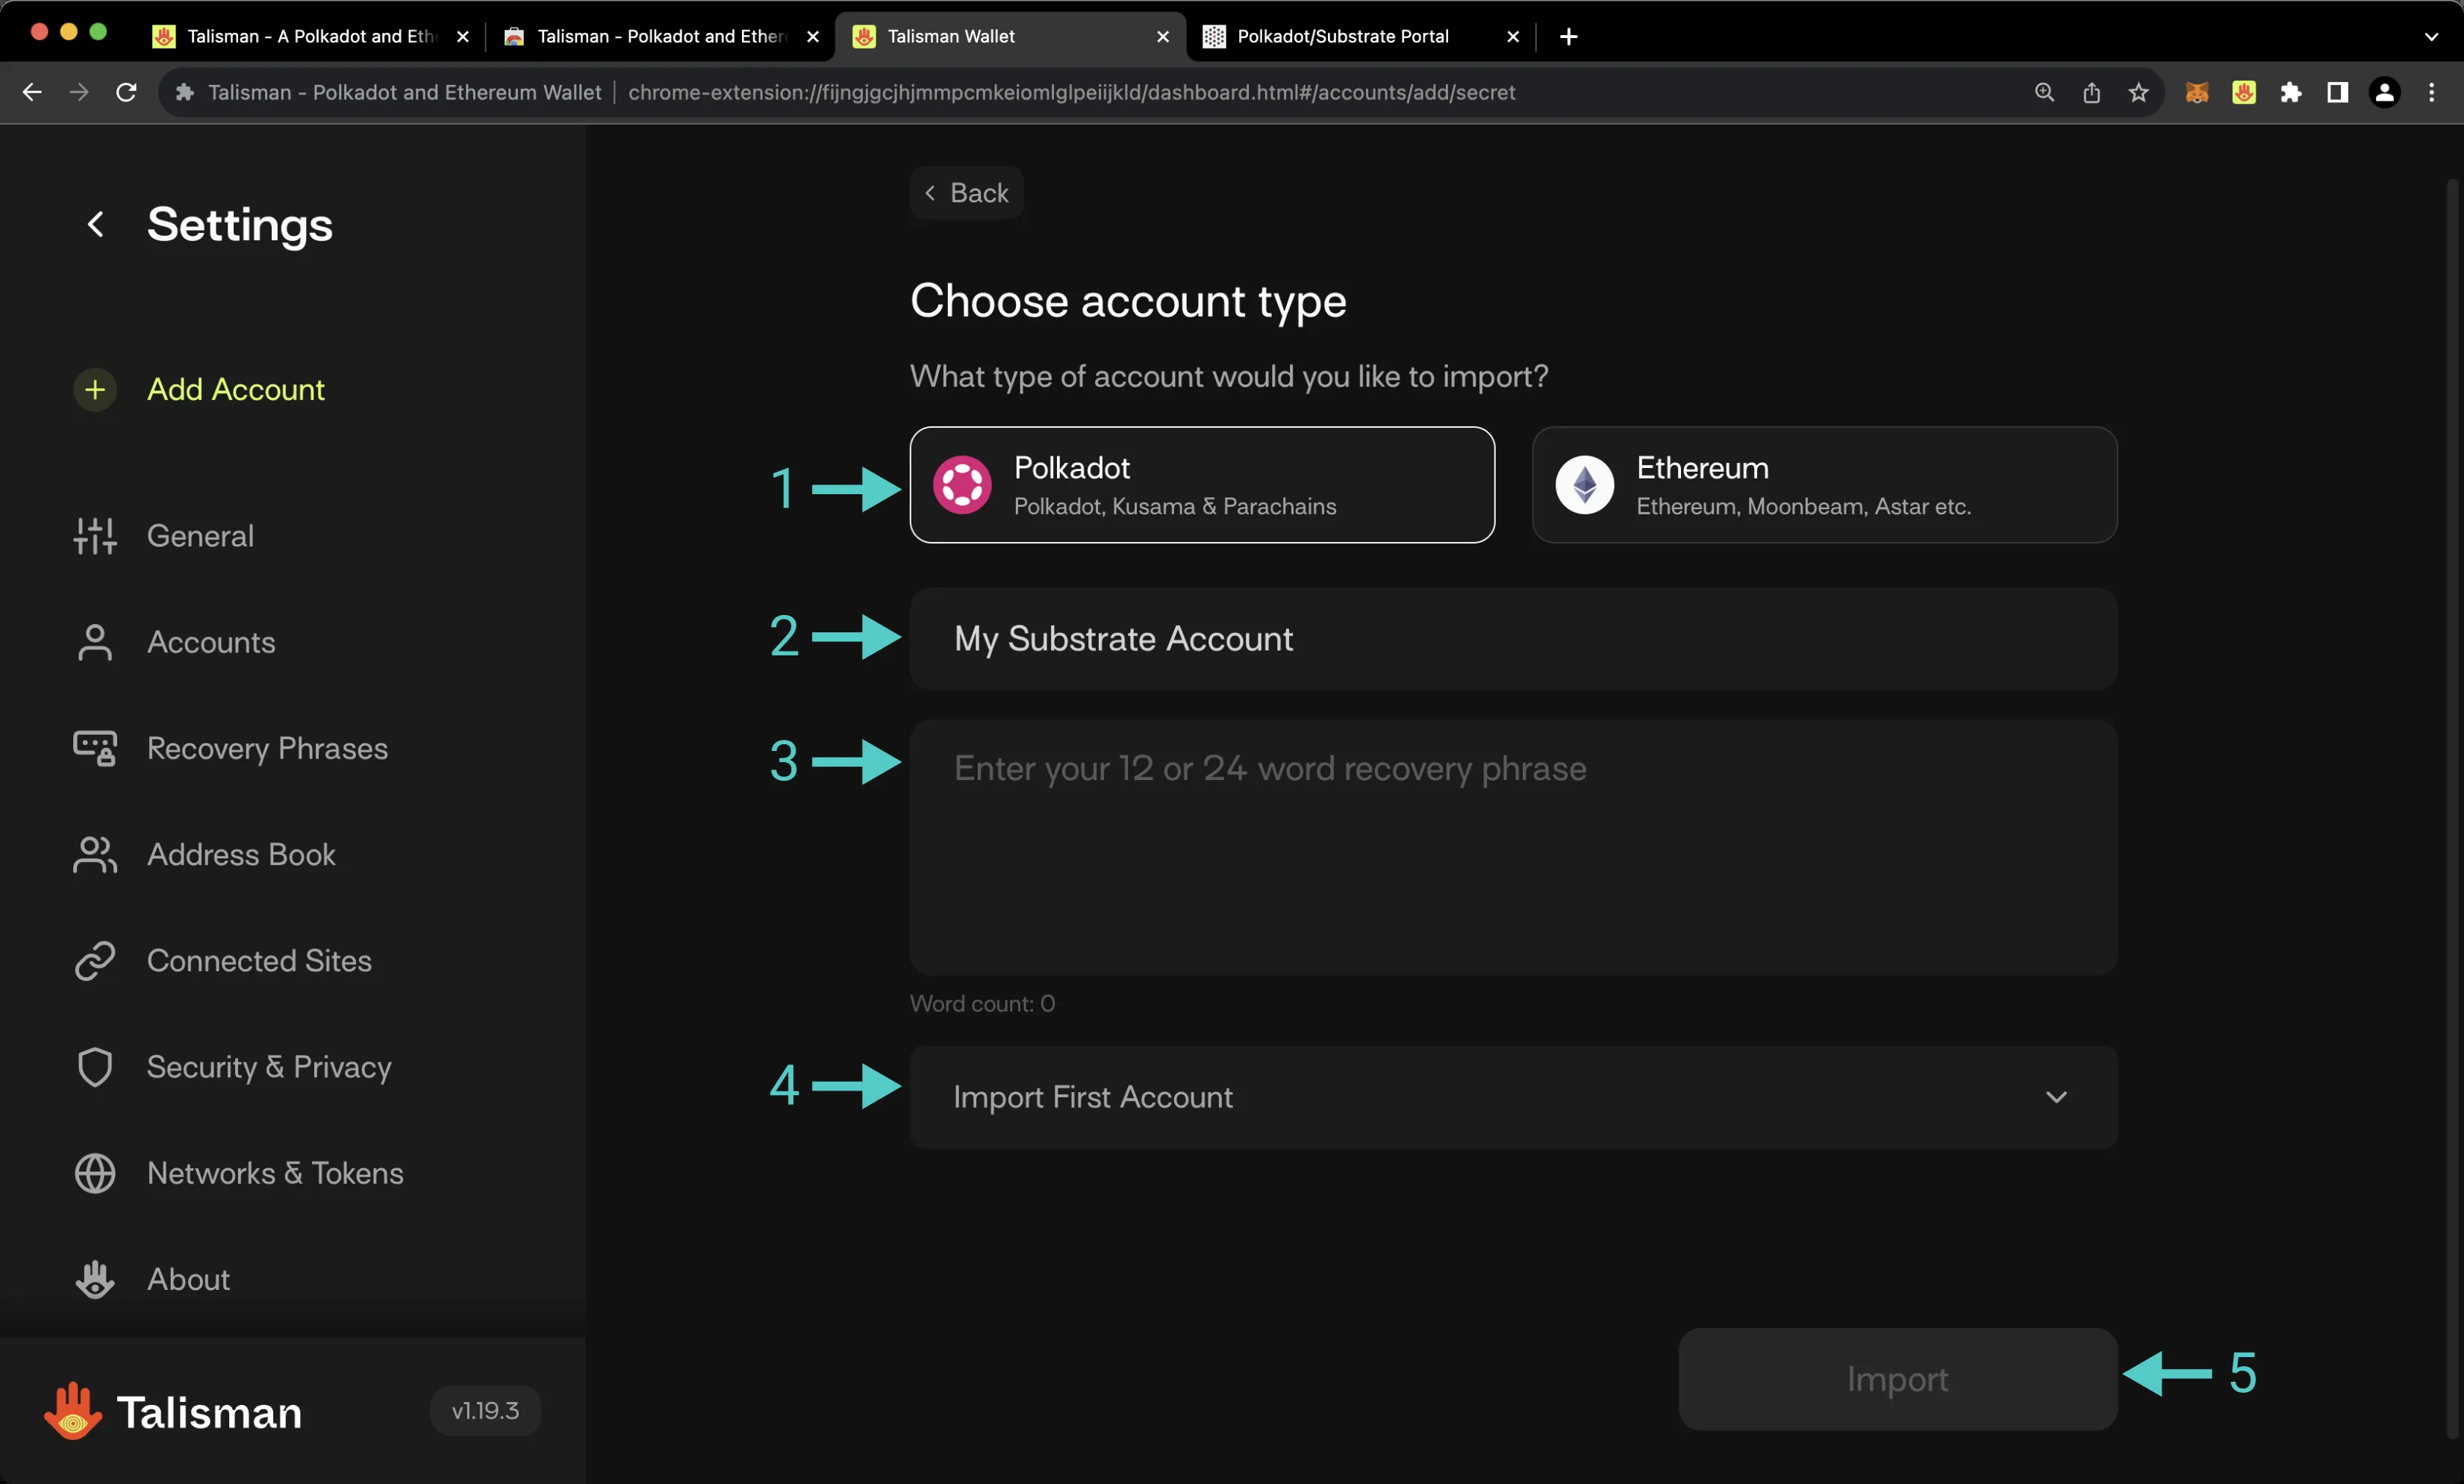 Talisman - A Polkadot and Eth
Talisman - Polkadot and Ether
Talisman Wallet
Polkadot/Substrate Portal
Talisman - Polkadot and Ethereum Wallet
chrome-extension://fijngjgcjhjmmpcmkeiomlglpeiijkld/dashboard.html#/accounts/add/secret
Settings
Add Account
General
Accounts
Recovery Phrases
Address Book
Connected Sites
Security & Privacy
Networks & Tokens
About
Talisman
v1.19.3
Back
Choose account type
What type of account would you like to import?
1
Polkadot
Polkadot, Kusama & Parachains
Ethereum
Ethereum, Moonbeam, Astar etc.
2
My Substrate Account
3
Enter your 12 or 24 word recovery phrase
Word count: 0
4
Import First Account
Import
5